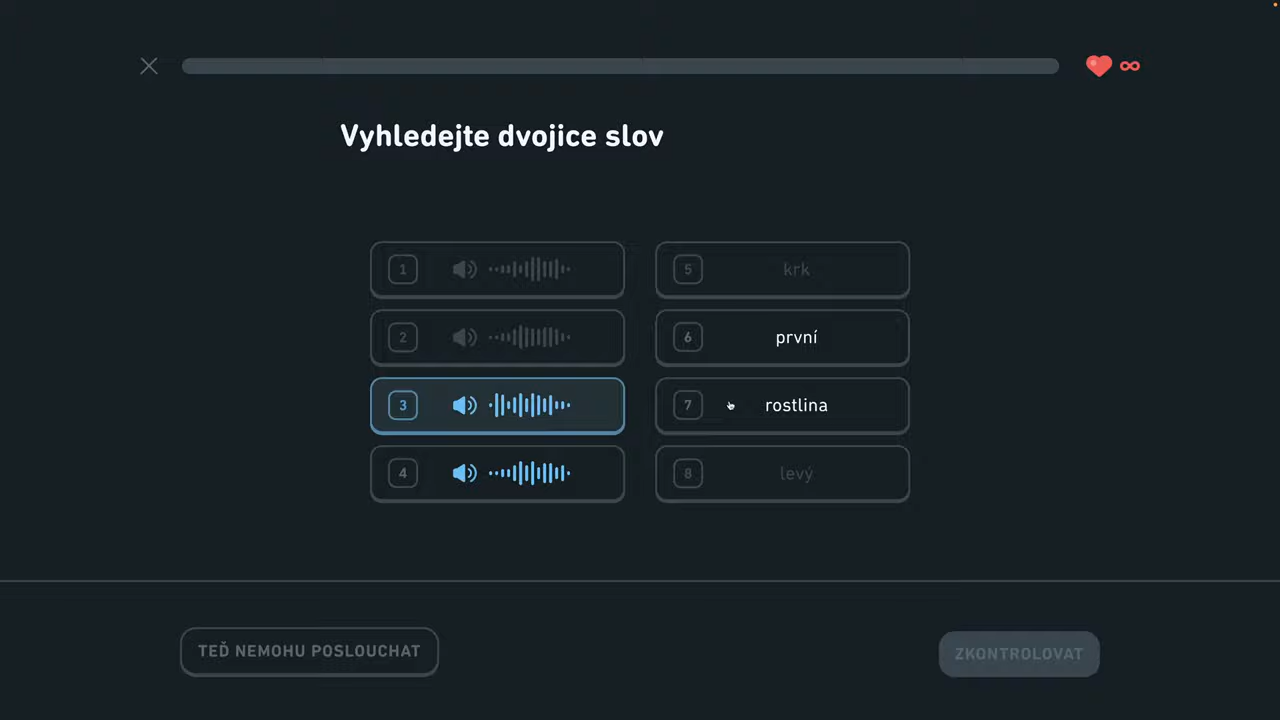 ∞
Vyhledejte dvojice slov
1
5 krk
2
6 první
3
7 rostlina
4
8 levý
TEĎ NEMOHU POSLOUCHAT
ZKONTROLOVAT